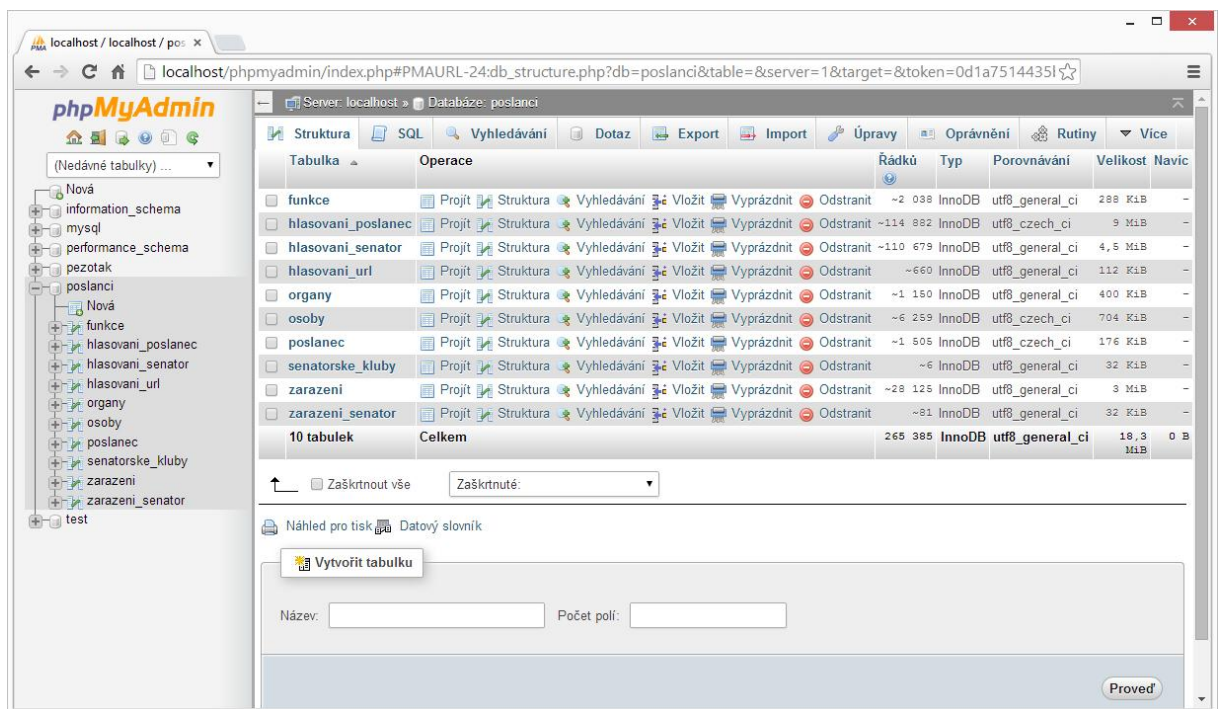 localhost / localhost / pos
localhost/phpmyadmin/index.php#PMAURL-24:db_structure.php?db=poslanci&table=&server=1&target=&token=0d1a7514435l
phpMyAdmin
(Nedávné tabulky) ...
Nová
information_schema
mysql
performance_schema
pezotak
poslanci
Nová
funkce
hlasovani_poslanec
hlasovani_senator
hlasovani_url
organy
osoby
poslanec
senatorske_kluby
zarazeni
zarazeni_senator
test
Server: localhost » Databáze: poslanci
Struktura SQL Vyhledávání Dotaz Export Import Úpravy Oprávnění Rutiny Více
Tabulka Operace Řádků Typ Porovnávání Velikost Navíc
funkce Projít Struktura Vyhledávání Vložit Vyprázdnit Odstranit ~2 038 InnoDB utf8_general_ci 288 KiB -
hlasovani_poslanec Projít Struktura Vyhledávání Vložit Vyprázdnit Odstranit ~114 882 InnoDB utf8_czech_ci 9 MiB -
hlasovani_senator Projít Struktura Vyhledávání Vložit Vyprázdnit Odstranit ~110 679 InnoDB utf8_general_ci 4,5 MiB -
hlasovani_url Projít Struktura Vyhledávání Vložit Vyprázdnit Odstranit ~660 InnoDB utf8_general_ci 112 KiB -
organy Projít Struktura Vyhledávání Vložit Vyprázdnit Odstranit ~1 150 InnoDB utf8_general_ci 400 KiB -
osoby Projít Struktura Vyhledávání Vložit Vyprázdnit Odstranit ~6 259 InnoDB utf8_czech_ci 704 KiB -
poslanec Projít Struktura Vyhledávání Vložit Vyprázdnit Odstranit ~1 505 InnoDB utf8_czech_ci 176 KiB -
senatorske_kluby Projít Struktura Vyhledávání Vložit Vyprázdnit Odstranit ~6 InnoDB utf8_general_ci 32 KiB -
zarazeni Projít Struktura Vyhledávání Vložit Vyprázdnit Odstranit ~28 125 InnoDB utf8_general_ci 3 MiB -
zarazeni_senator Projít Struktura Vyhledávání Vložit Vyprázdnit Odstranit ~81 InnoDB utf8_general_ci 32 KiB -
10 tabulek Celkem 265 385 InnoDB utf8_general_ci 18,3 MiB 0 B
Zaškrtnout vše Zaškrtnuté:
Náhled pro tisk Datový slovník
Vytvořit tabulku
Název: Počet polí:
Proveď